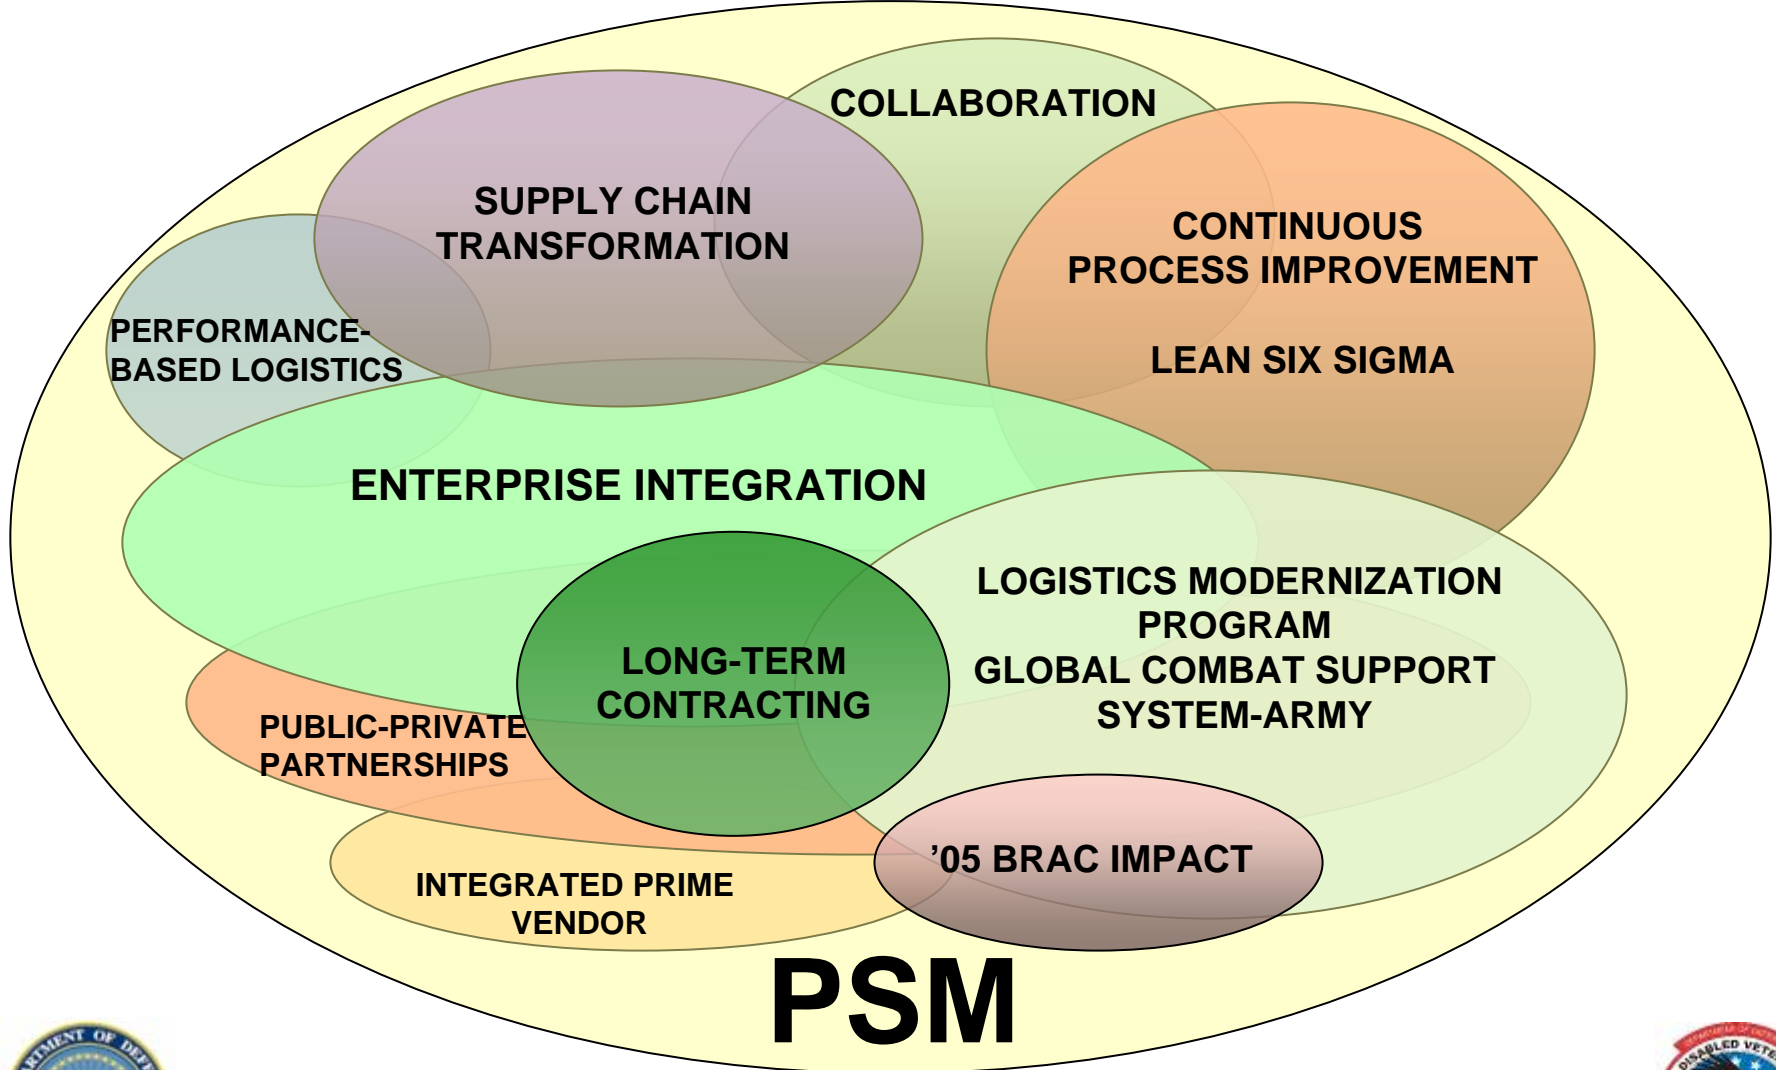 COLLABORATION
SUPPLY CHAIN
TRANSFORMATION
CONTINUOUS
PROCESS IMPROVEMENT
LEAN SIX SIGMA
PERFORMANCE-
BASED LOGISTICS
ENTERPRISE INTEGRATION
LOGISTICS MODERNIZATION
PROGRAM
GLOBAL COMBAT SUPPORT
SYSTEM-ARMY
LONG-TERM
CONTRACTING
PUBLIC-PRIVATE
PARTNERSHIPS
’05 BRAC IMPACT
INTEGRATED PRIME
VENDOR
PSM